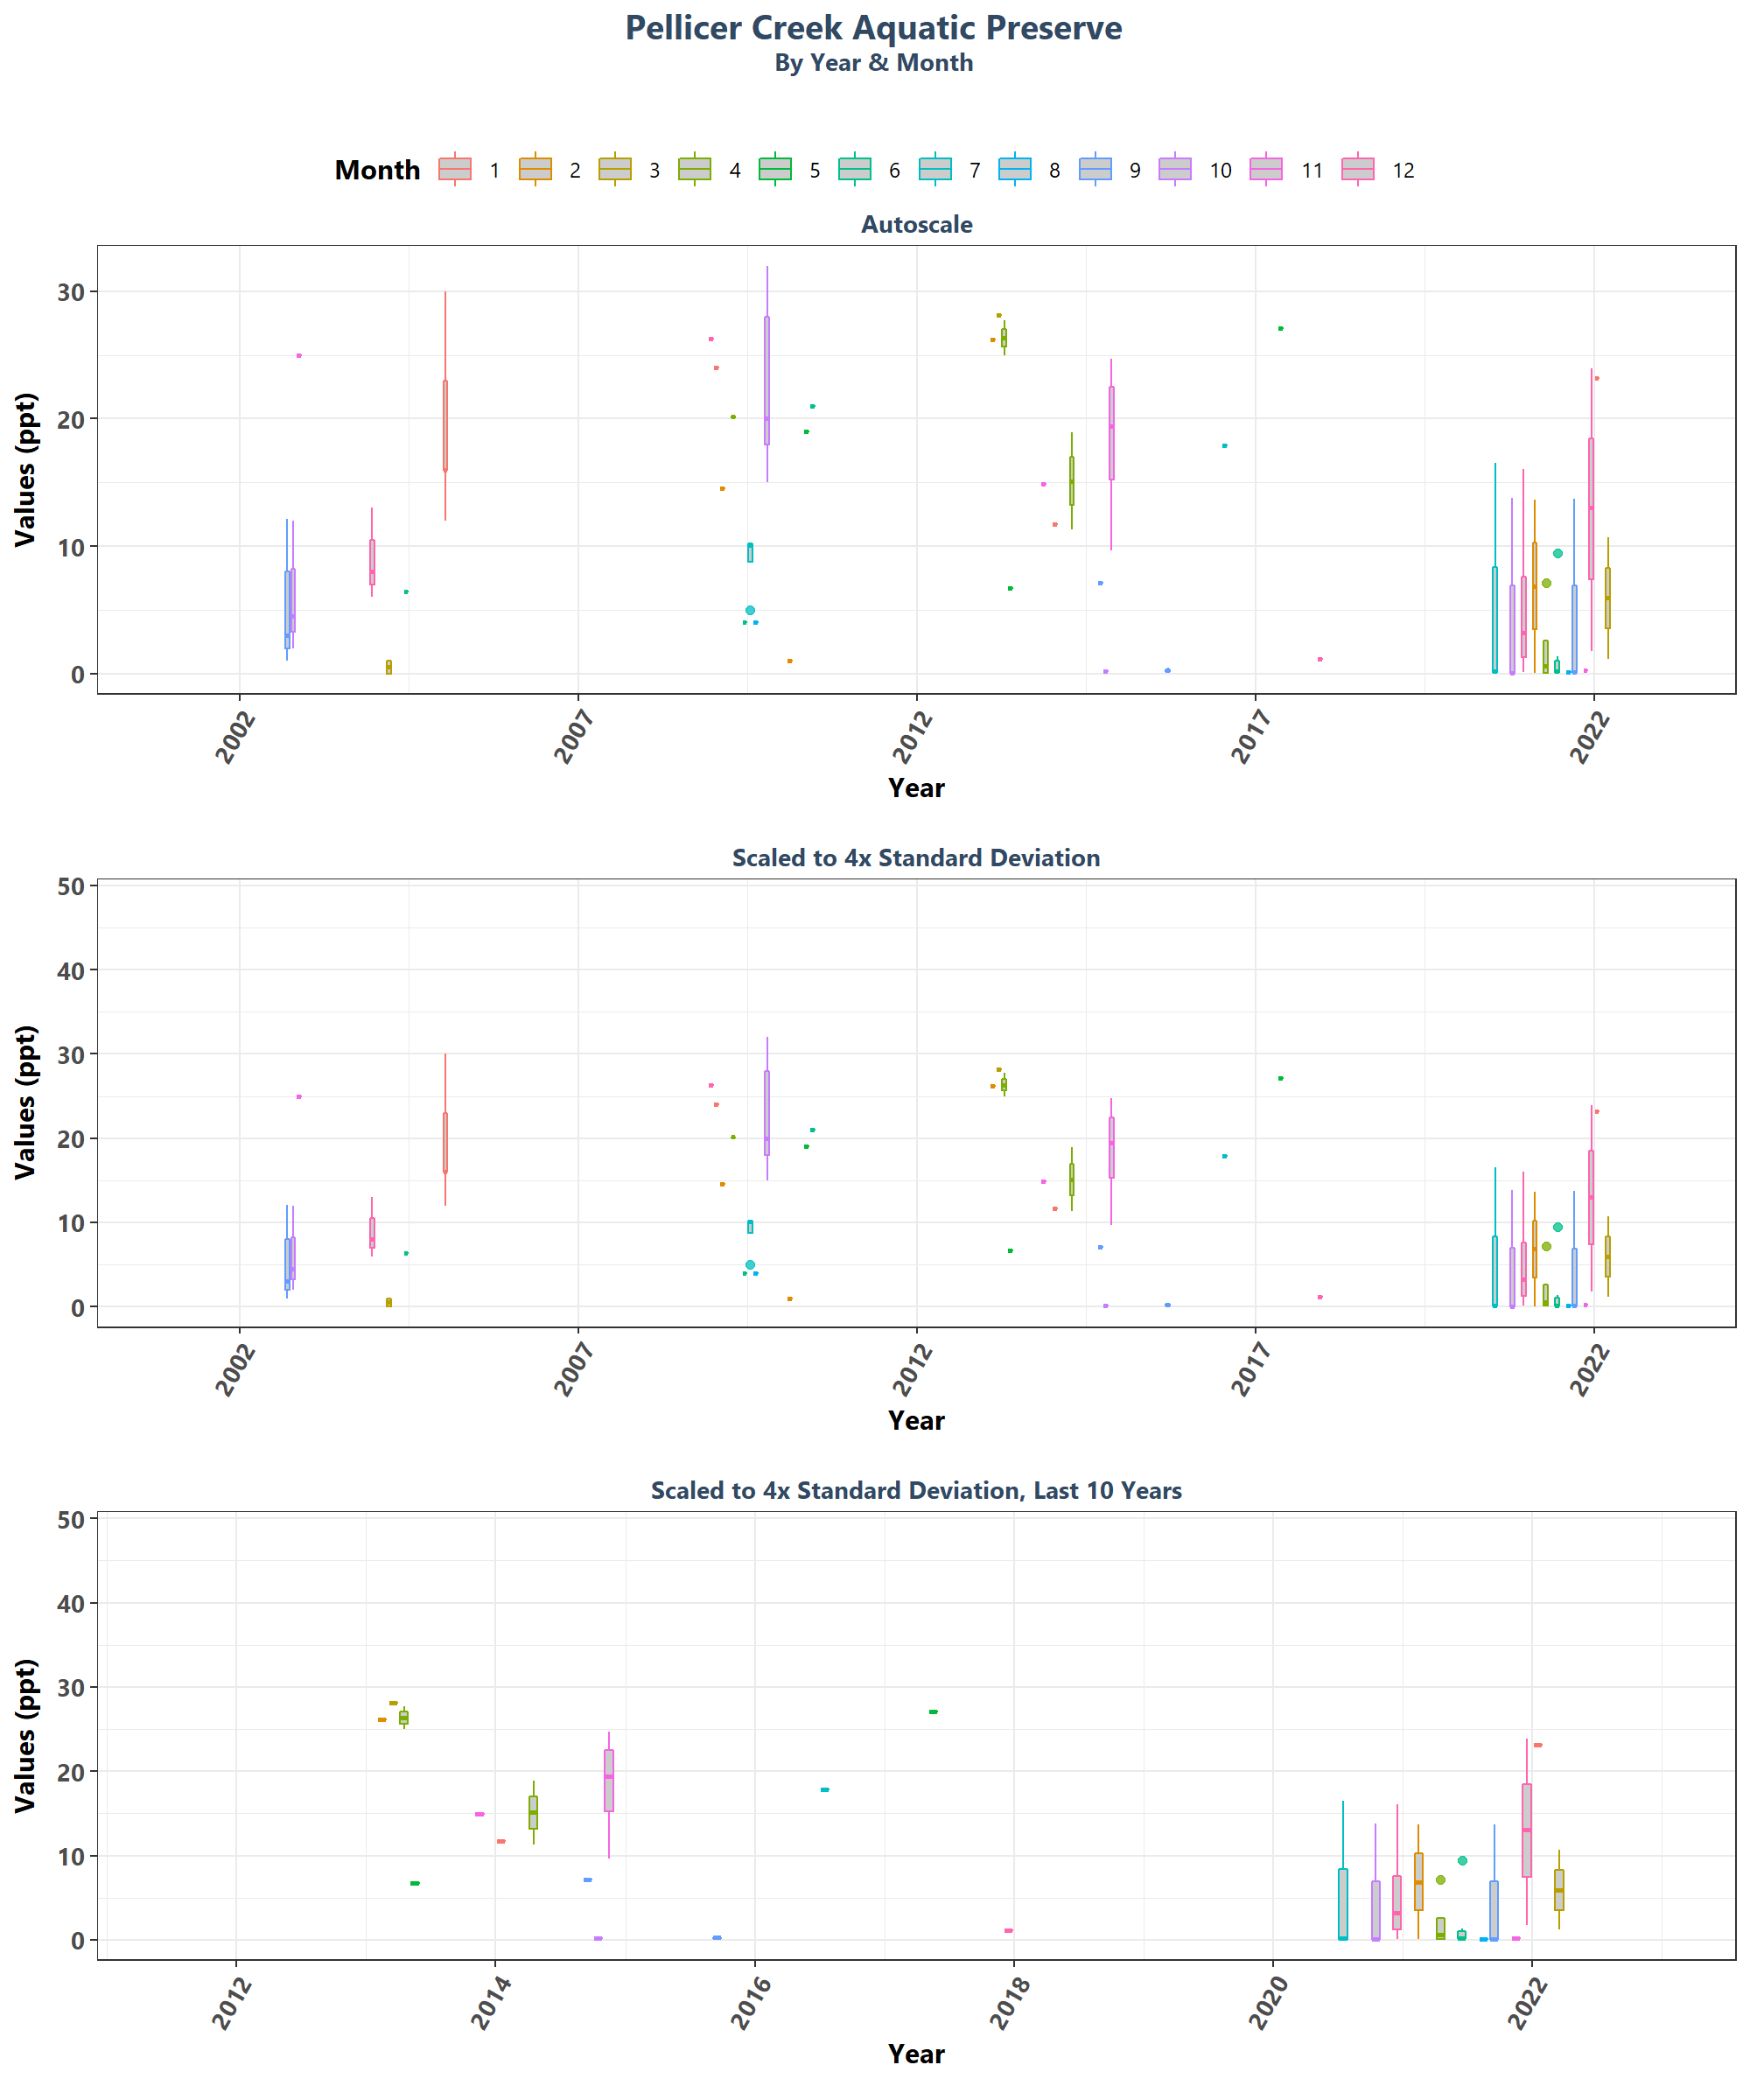 Pellicer Creek Aquatic Preserve
By Year & Month
Month 1 2 3 4 5 6 7 8 9 10 11 12
Autoscale
Values (ppt)
30
20
10
0
2002 2007 2012 2017 2022
Year
Scaled to 4x Standard Deviation
Values (ppt)
50
40
30
20
10
0
2002 2007 2012 2017 2022
Year
Scaled to 4x Standard Deviation, Last 10 Years
Values (ppt)
50
40
30
20
10
0
2012 2014 2016 2018 2020 2022
Year